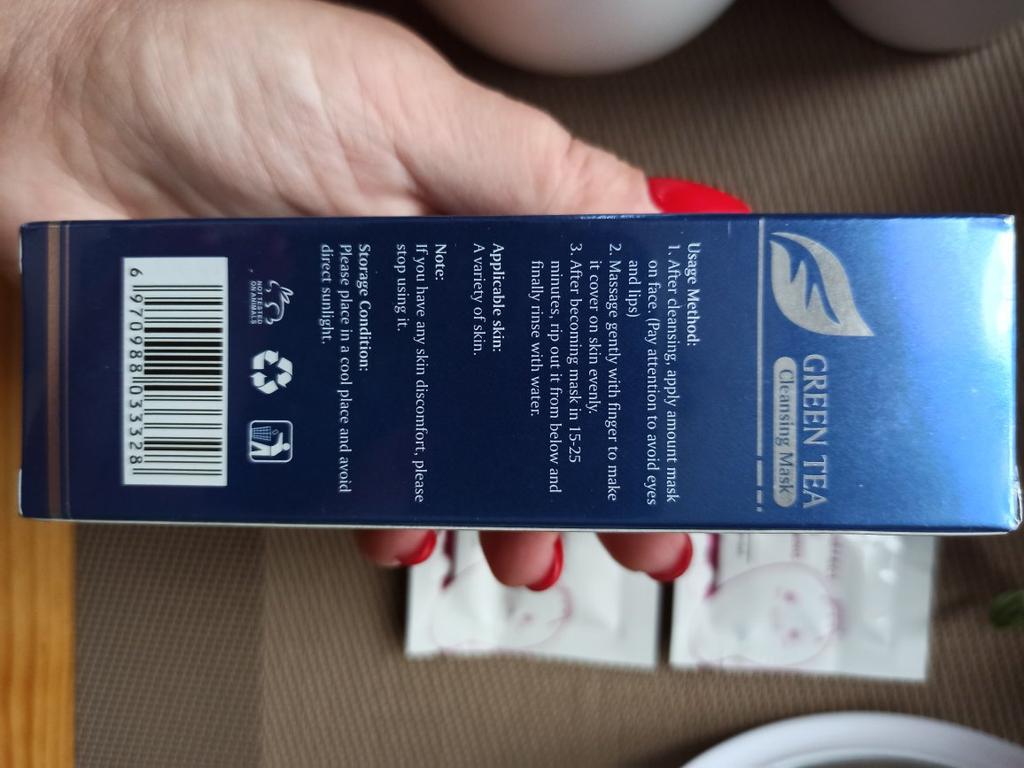 GREEN TEA
Cleansing Mask
Usage Method:
1. After cleansing, apply amount mask
on face. (Pay attention to avoid eyes
and lips)
2. Massage gently with finger to make
it cover on skin evenly.
3. After becoming mask in 15-25
minutes, rip out it from below and
finally rinse with water.
Applicable skin:
A variety of skin.
Note:
If you have any skin discomfort, please
stop using it.
Storage Condition:
Please place in a cool place and avoid
direct sunlight.
NOT TESTED
ON ANIMALS
6 970988 033328